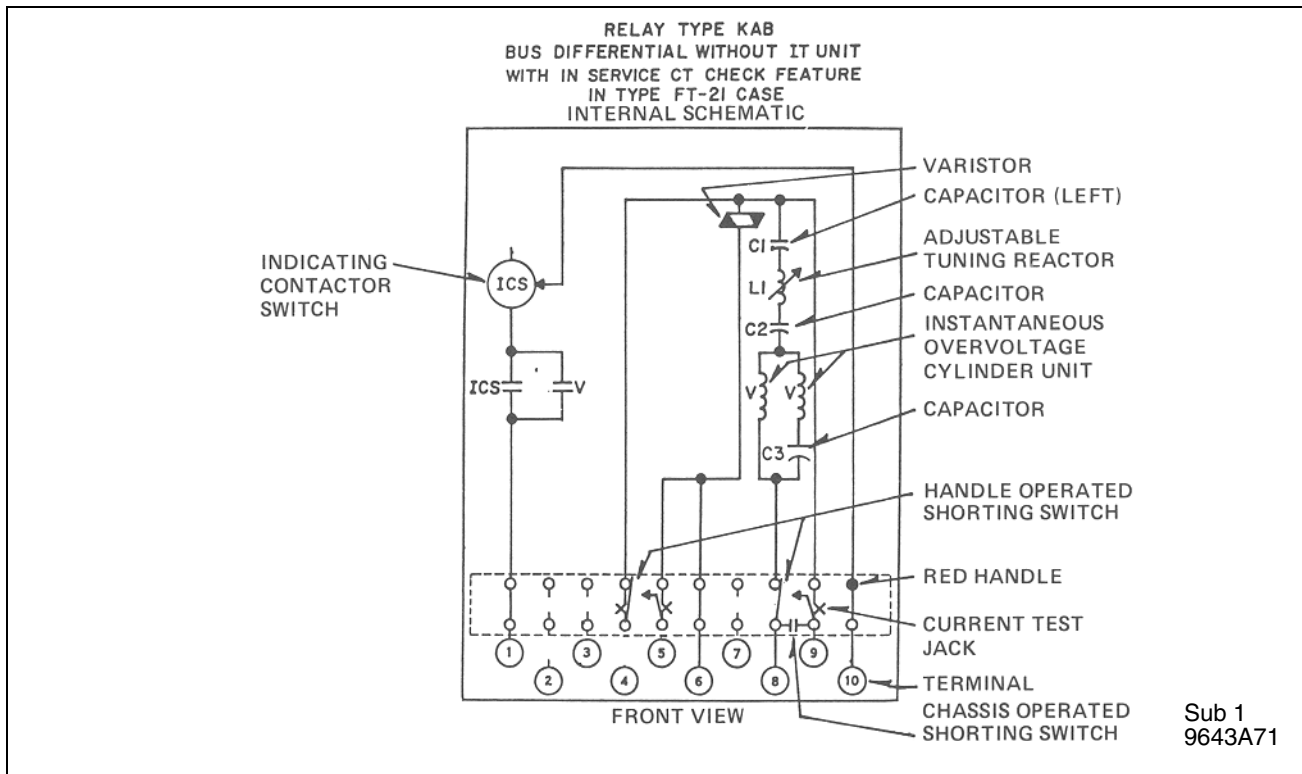 RELAY TYPE KAB
BUS DIFFERENTIAL WITHOUT IT UNIT
WITH IN SERVICE CT CHECK FEATURE
IN TYPE FT-21 CASE
INTERNAL SCHEMATIC
VARISTOR
CAPACITOR (LEFT)
C1
ADJUSTABLE
TUNING REACTOR
INDICATING
CONTACTOR
SWITCH
ICS
L1
CAPACITOR
C2
INSTANTANEOUS
OVERVOLTAGE
CYLINDER UNIT
ICS
V
V
V
CAPACITOR
C3
HANDLE OPERATED
SHORTING SWITCH
RED HANDLE
CURRENT TEST
JACK
1
2
3
4
5
6
7
8
9
10
TERMINAL
FRONT VIEW
CHASSIS OPERATED
SHORTING SWITCH
Sub 1
9643A71